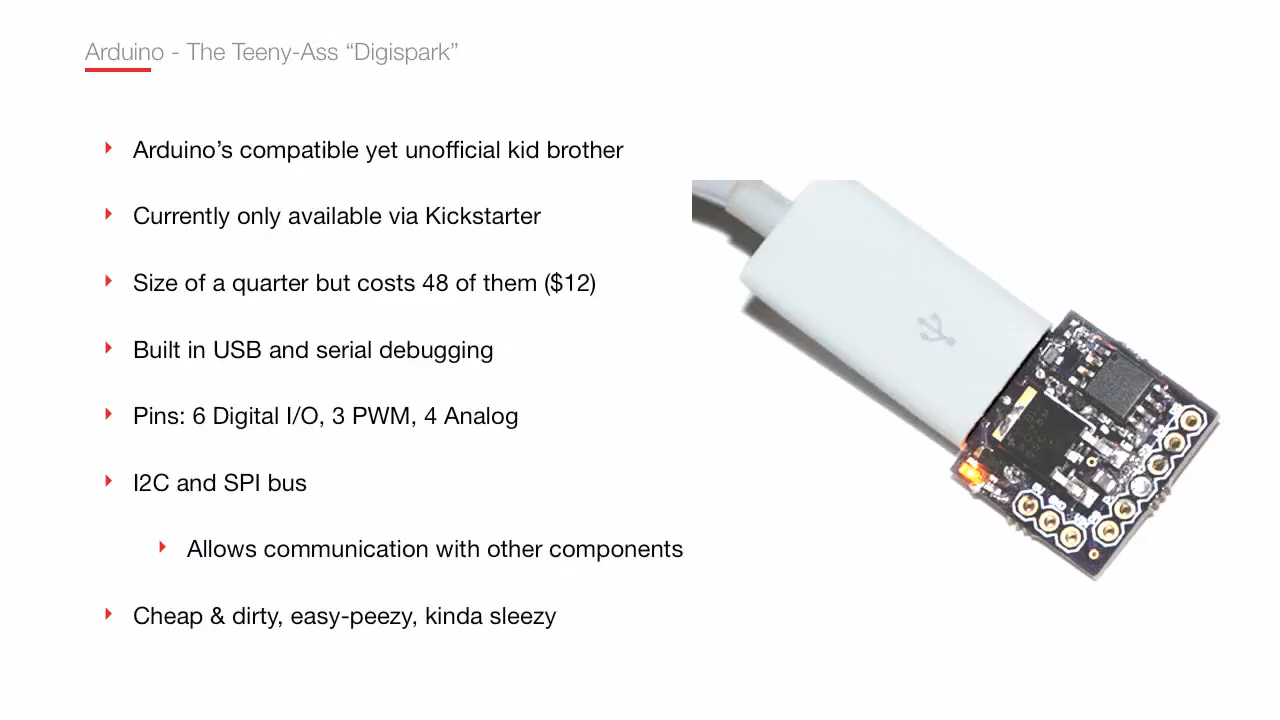 Arduino - The Teeny-Ass “Digispark”
Arduino’s compatible yet unofficial kid brother
Currently only available via Kickstarter
Size of a quarter but costs 48 of them ($12)
Built in USB and serial debugging
Pins: 6 Digital I/O, 3 PWM, 4 Analog
I2C and SPI bus
Allows communication with other components
Cheap & dirty, easy-peezy, kinda sleezy